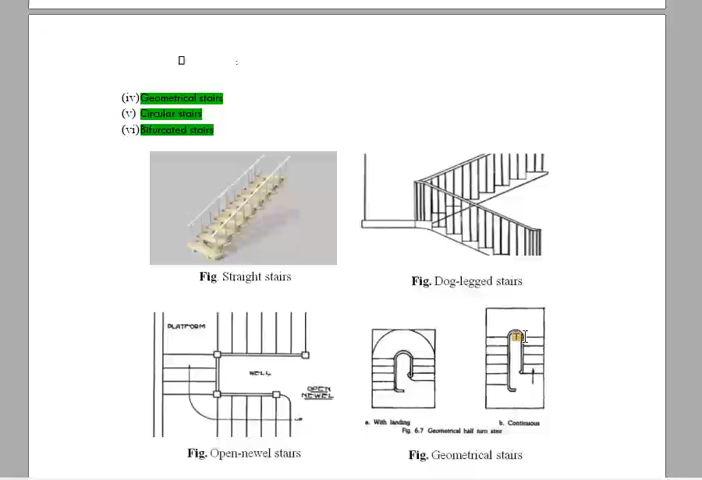 (iv)Geometrical stairs
(v) Circular stairs
(vi)Bifurcated stairs
Fig. Straight stairs
Fig. Dog-legged stairs
PLATFORM
WELL
OPEN
NEWEL
a. With landing
b. Continuous
Fig. 6.7 Geometrical half turn stair
Fig. Open-newel stairs
Fig. Geometrical stairs